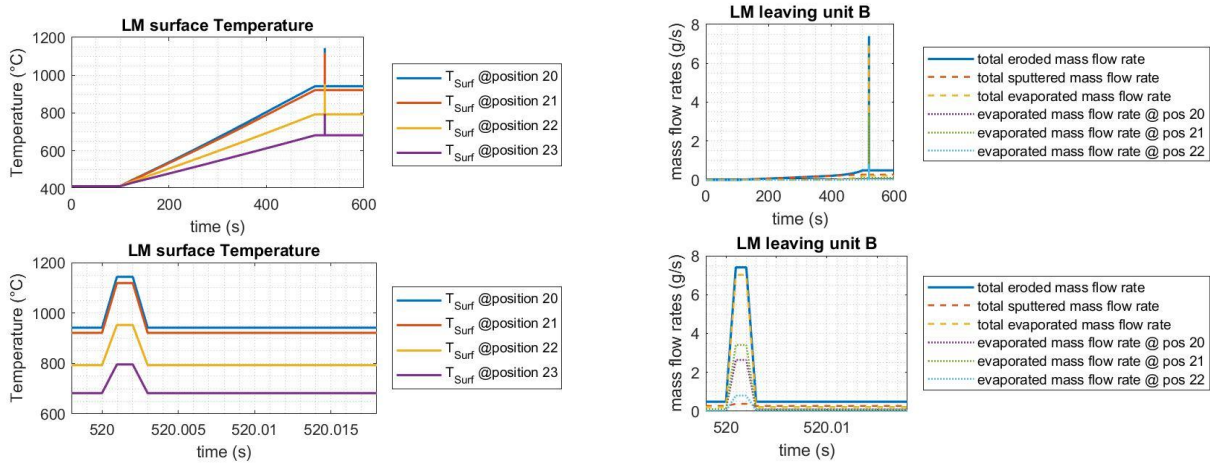 LM surface Temperature
Temperature (°C)
1200
1000
800
600
400
0
200
400
600
time (s)
T_Surf @position 20
T_Surf @position 21
T_Surf @position 22
T_Surf @position 23
LM leaving unit B
mass flow rates (g/s)
8
6
4
2
0
0
200
400
600
time (s)
total eroded mass flow rate
total sputtered mass flow rate
total evaporated mass flow rate
evaporated mass flow rate @ pos 20
evaporated mass flow rate @ pos 21
evaporated mass flow rate @ pos 22
LM surface Temperature
Temperature (°C)
1200
1000
800
600
520
520.005
520.01
520.015
time (s)
T_Surf @position 20
T_Surf @position 21
T_Surf @position 22
T_Surf @position 23
LM leaving unit B
mass flow rates (g/s)
8
6
4
2
0
520
520.01
time (s)
total eroded mass flow rate
total sputtered mass flow rate
total evaporated mass flow rate
evaporated mass flow rate @ pos 20
evaporated mass flow rate @ pos 21
evaporated mass flow rate @ pos 22